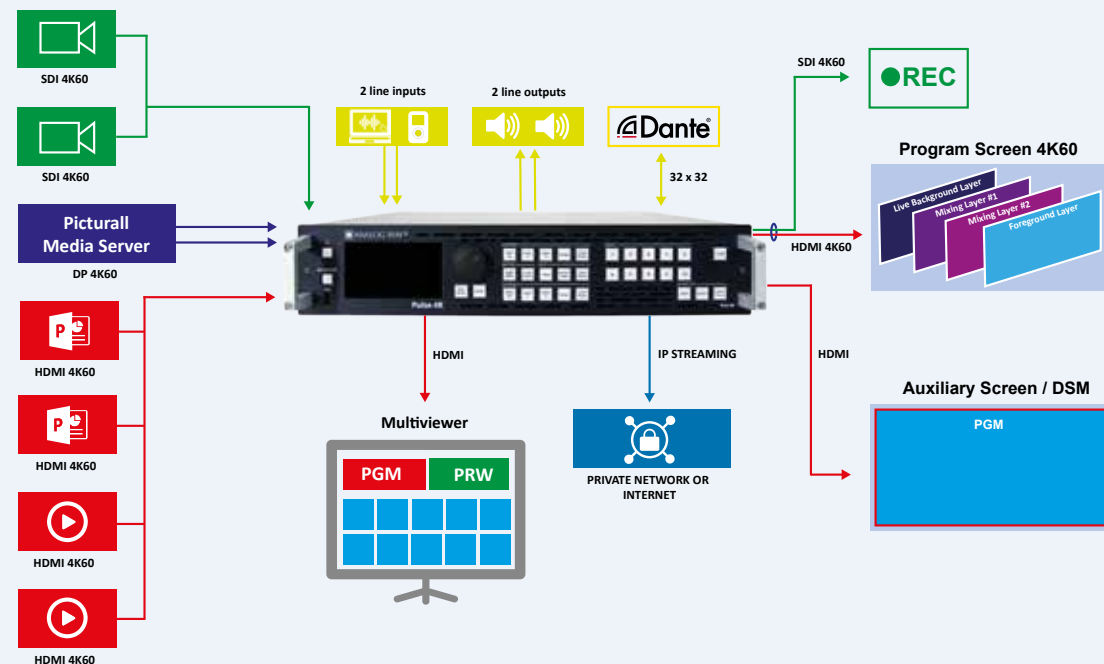 SDI 4K60
SDI 4K60
Picturall
Media Server
DP 4K60
P
HDMI 4K60
P
HDMI 4K60
HDMI 4K60
HDMI 4K60
2 line inputs
2 line outputs
Dante
32 x 32
ANALOG WAY
Pulse 4K
HDMI
IP STREAMING
HDMI
Multiviewer
PGM
PRW
PRIVATE NETWORK OR
INTERNET
SDI 4K60
REC
HDMI 4K60
Program Screen 4K60
Live Background Layer
Mixing Layer #1
Mixing Layer #2
Foreground Layer
Auxiliary Screen / DSM
PGM